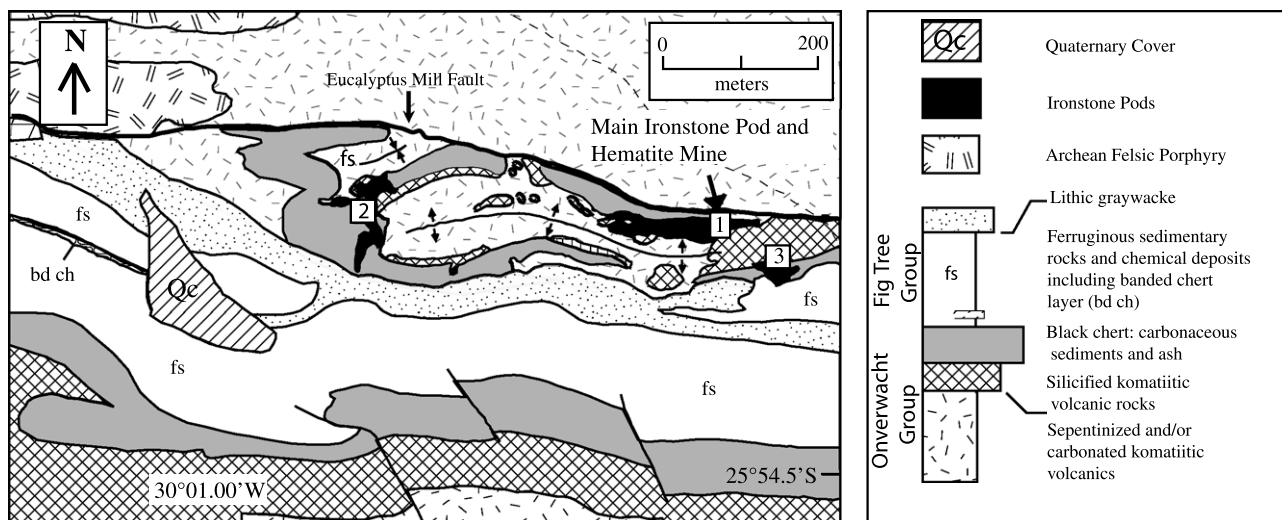 N
0 200
meters
Eucalyptus Mill Fault
Main Ironstone Pod and
Hematite Mine
fs
fs
bd ch
Qc
fs
fs
fs
1
2
3
30°01.00'W
25°54.5'S
Qc
Quaternary Cover
Ironstone Pods
Archean Felsic Porphyry
Lithic graywacke
Fig Tree
Group
fs
Ferruginous sedimentary
rocks and chemical deposits
including banded chert
layer (bd ch)
Black chert: carbonaceous
sediments and ash
Onverwacht
Group
Silicified komatiitic
volcanic rocks
Sepentinized and/or
carbonated komatiitic
volcanics